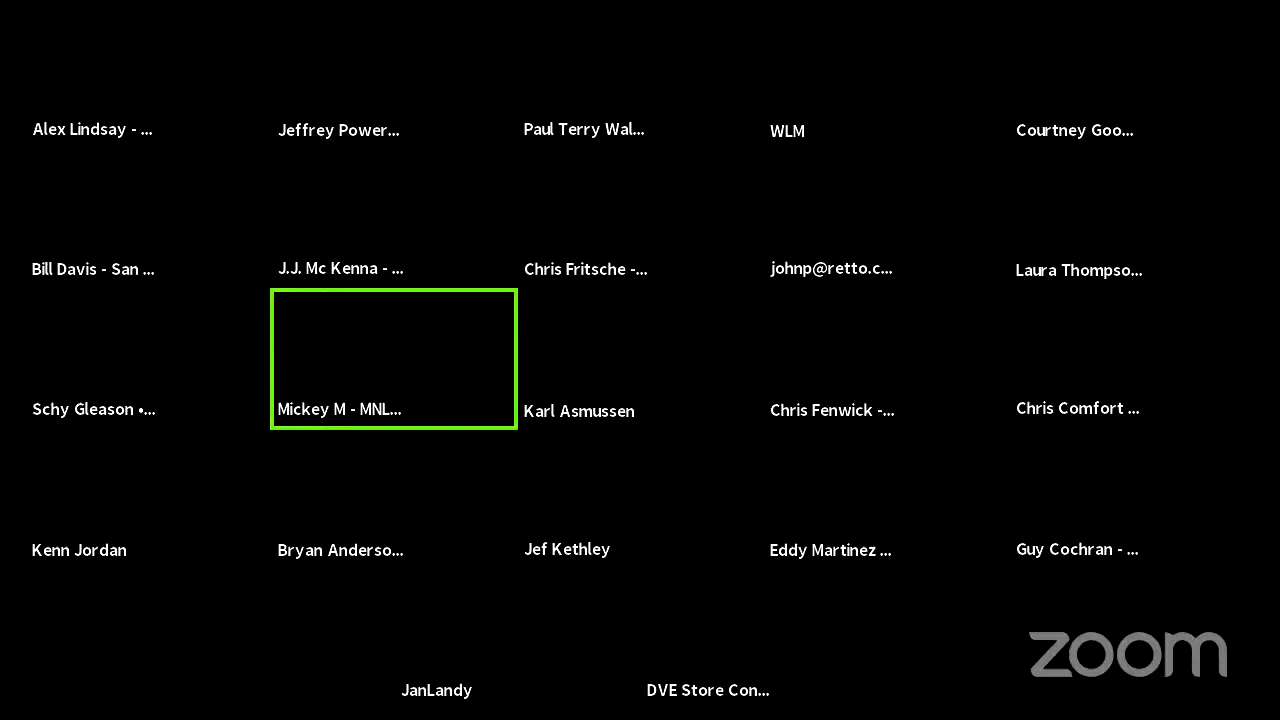 Alex Lindsay - ...
Jeffrey Power...
Paul Terry Wal...
WLM
Courtney Goo...
Bill Davis - San ...
J.J. Mc Kenna - ...
Chris Fritsche -...
johnp@retto.c...
Laura Thompso...
Schy Gleason •...
Mickey M - MNL...
Karl Asmussen
Chris Fenwick -...
Chris Comfort ...
Kenn Jordan
Bryan Anderso...
Jef Kethley
Eddy Martinez ...
Guy Cochran - ...
zoom
JanLandy
DVE Store Con...